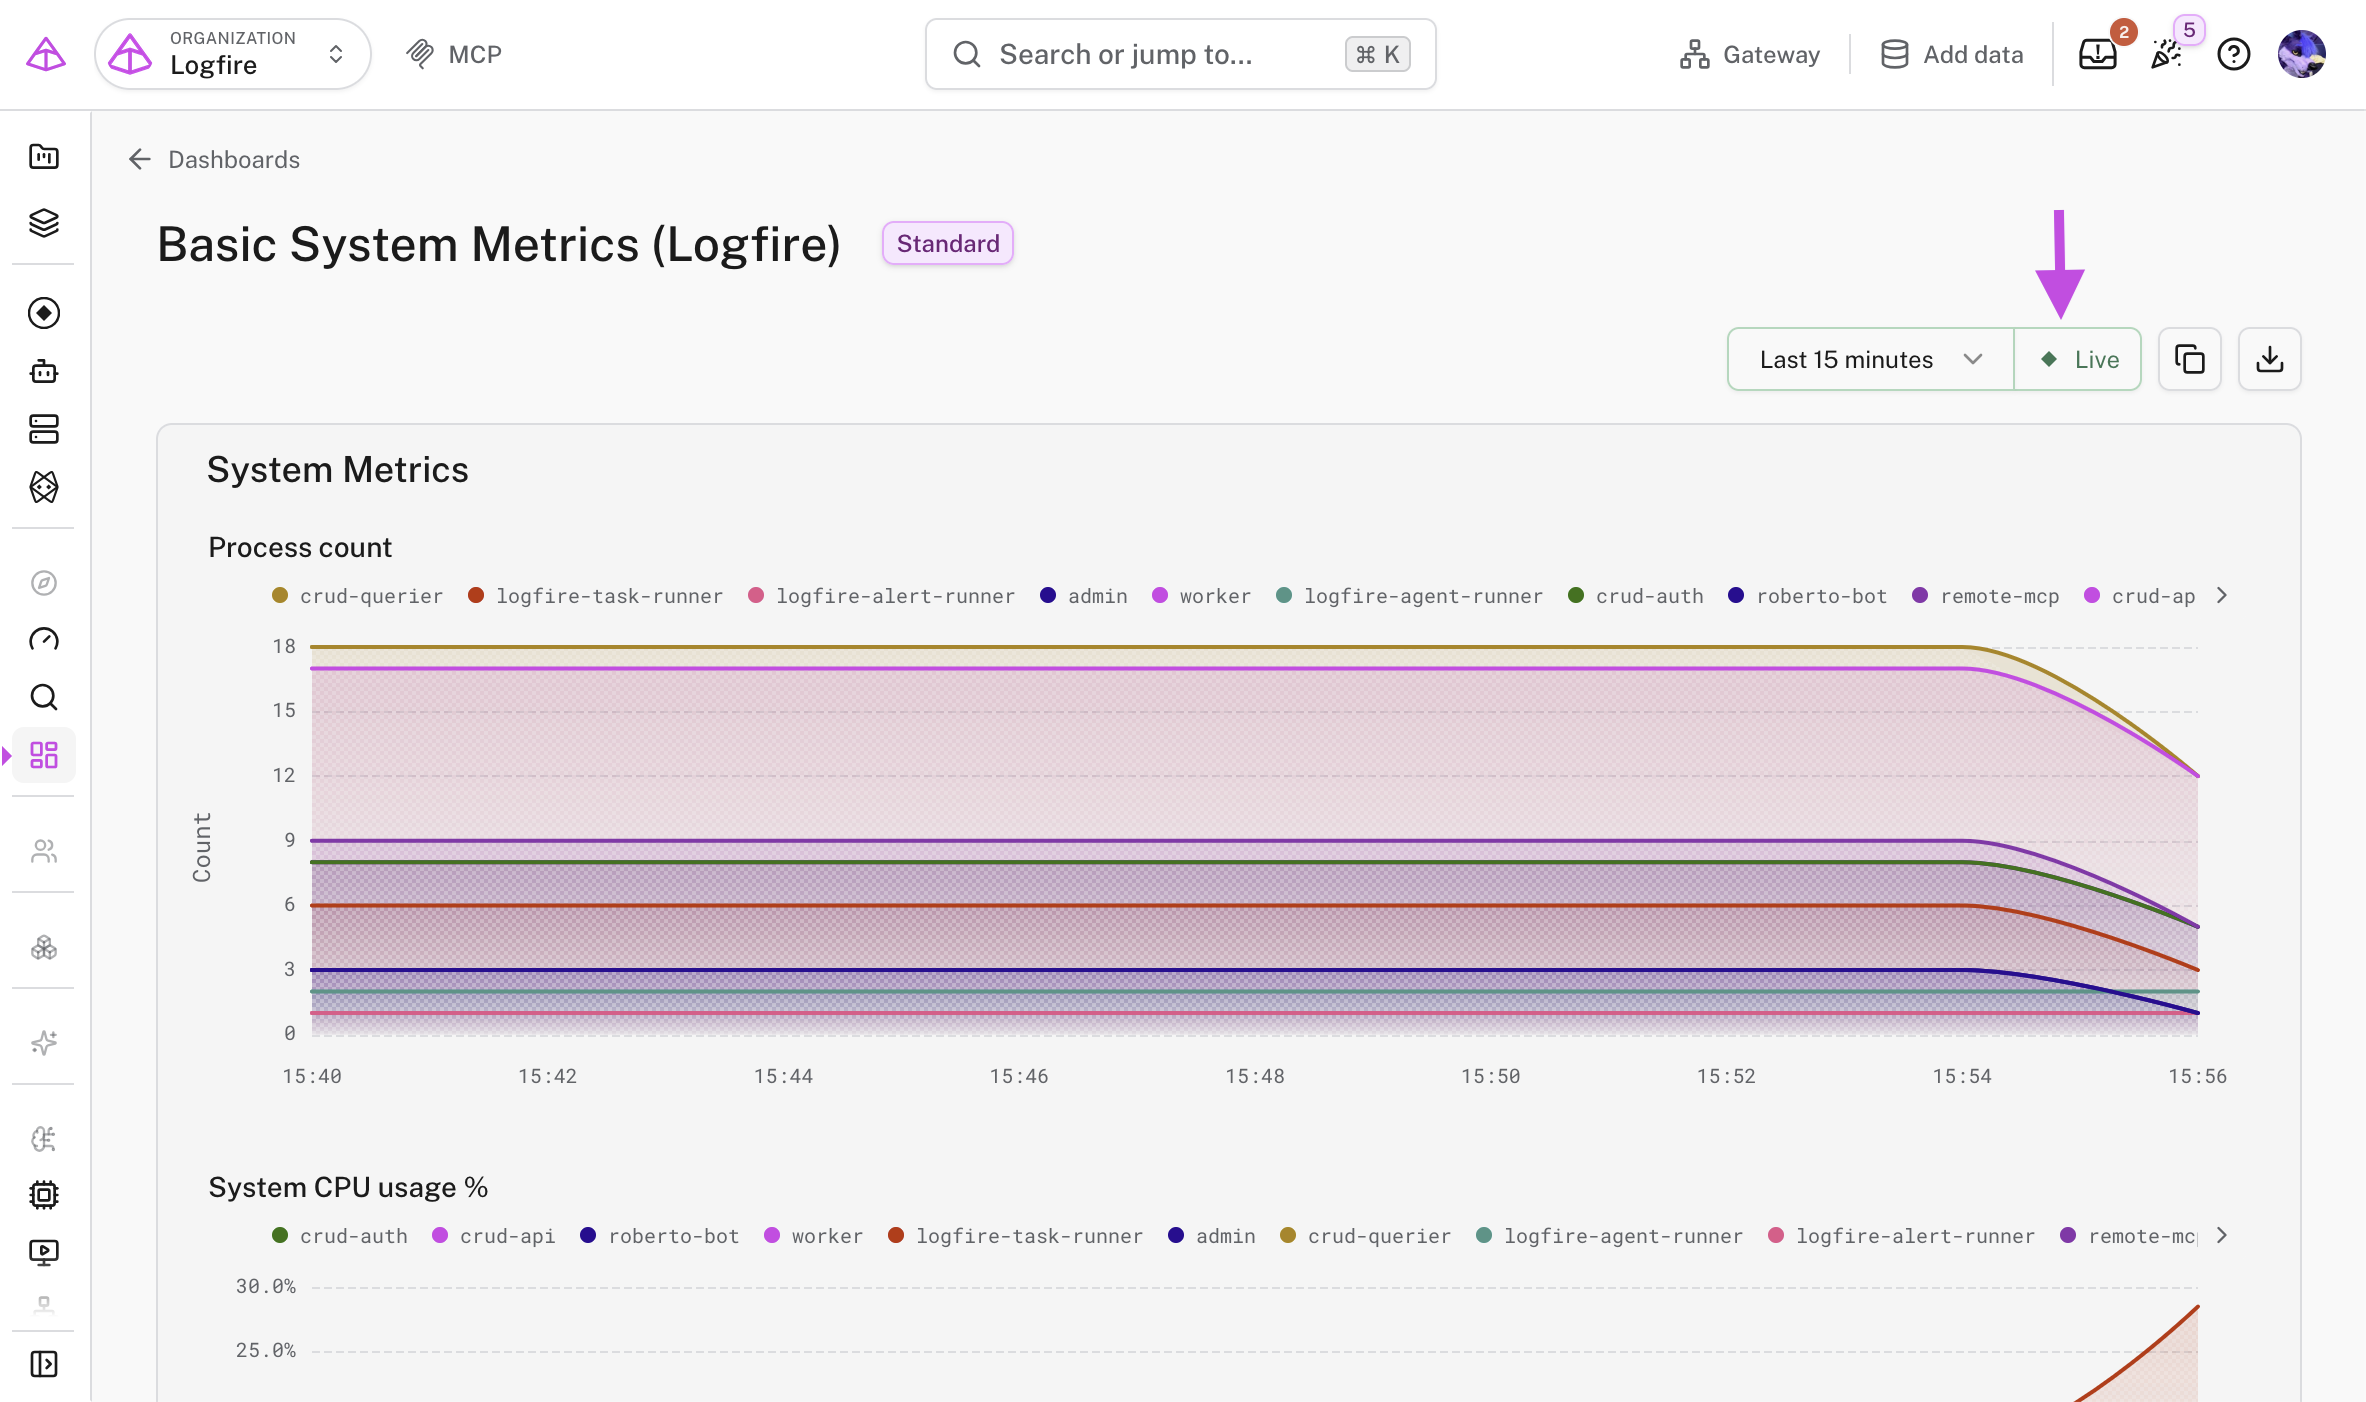 ORGANIZATION
Logfire
MCP
Search or jump to...
⌘ K
Gateway
Add data
2
5
Dashboards
Basic System Metrics (Logfire)
Standard
Last 15 minutes
Live
System Metrics
Process count
crud-querier logfire-task-runner logfire-alert-runner admin worker logfire-agent-runner crud-auth roberto-bot remote-mcp crud-ap
18
15
12
9
6
3
0
Count
15:40 15:42 15:44 15:46 15:48 15:50 15:52 15:54 15:56
System CPU usage %
crud-auth crud-api roberto-bot worker logfire-task-runner admin crud-querier logfire-agent-runner logfire-alert-runner remote-mc
30.0%
25.0%